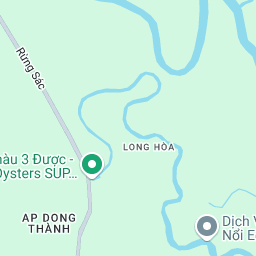 Rừng Sác
LONG HÒA
hàu 3 Được -
Oysters SUP...
AP DONG
THÀNH
Dịch V
Nổi E